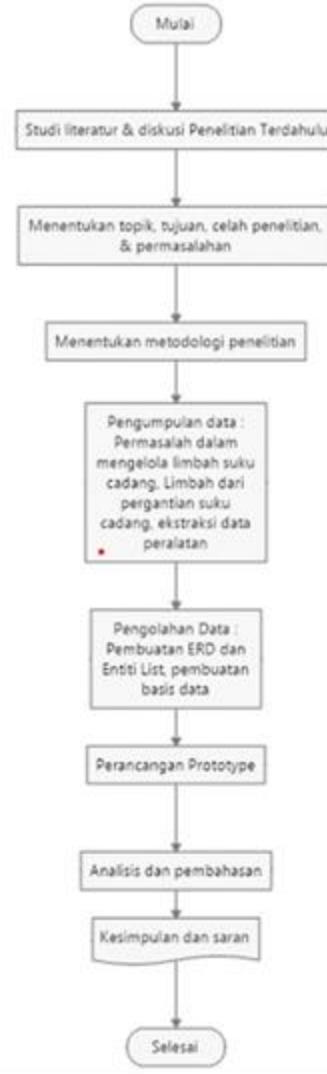 Mulai
Studi literatur & diskusi Penelitian Terdahulu
Menentukan topik, tujuan, celah penelitian,
& permasalahan
Menentukan metodologi penelitian
Pengumpulan data :
Permasalah dalam
mengelola limbah suku
cadang, Limbah dari
pergantian suku
cadang, ekstraksi data
peralatan
Pengolahan Data :
Pembuatan ERD dan
Entiti List, pembuatan
basis data
Perancangan Prototype
Analisis dan pembahasan
Kesimpulan dan saran
Selesai